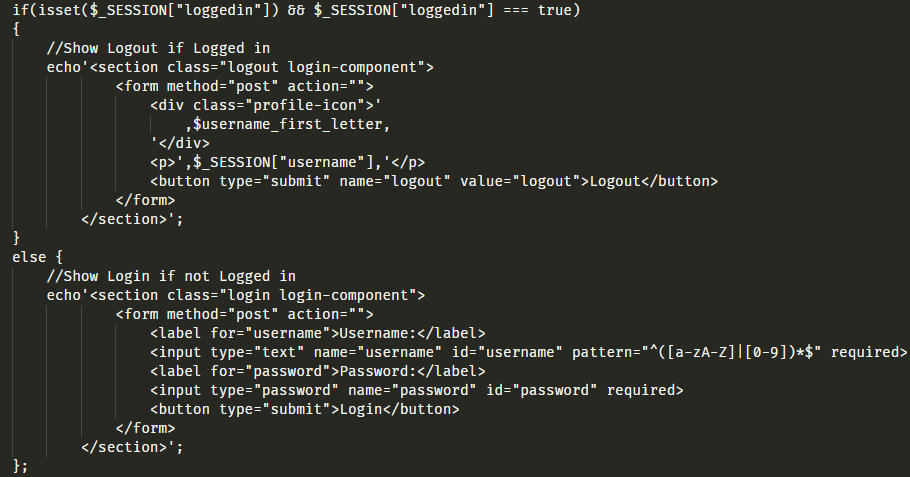 if(isset($_SESSION["loggedin"]) && $_SESSION["loggedin"] === true)
{
    //Show Logout if Logged in
    echo'<section class="logout login-component">
            <form method="post" action="">
                <div class="profile-icon">'
                    ,$username_first_letter,
                '</div>
                <p>',$_SESSION["username"],'</p>
                <button type="submit" name="logout" value="logout">Logout</button>
            </form>
        </section>';
}
else {
    //Show Login if not Logged in
    echo'<section class="login login-component">
            <form method="post" action="">
                <label for="username">Username:</label>
                <input type="text" name="username" id="username" pattern="^([a-zA-Z]|[0-9])*$" required>
                <label for="password">Password:</label>
                <input type="password" name="password" id="password" required>
                <button type="submit">Login</button>
            </form>
        </section>';
};